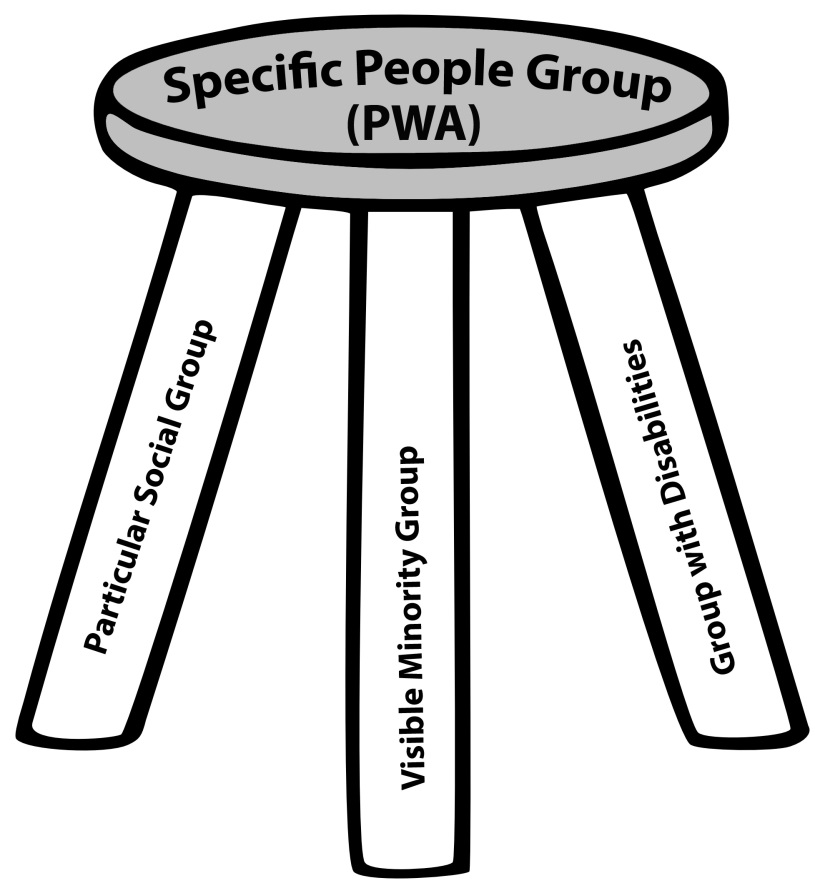 Specific People Group
(PWA)
Particular Social Group
Visible Minority Group
Group with Disabilities